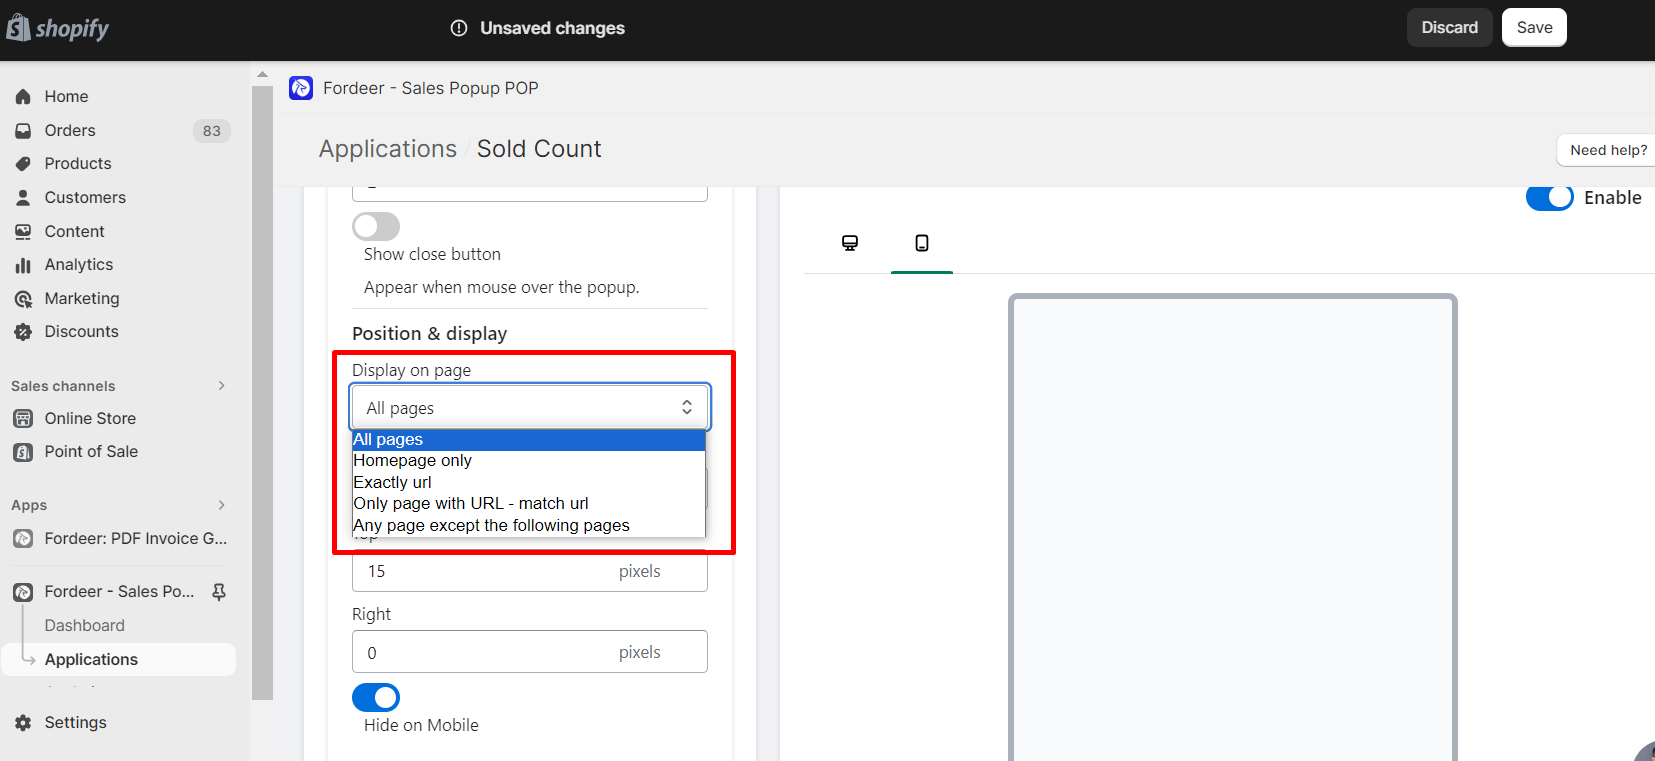 shopify
Unsaved changes
Discard
Save
Home
Orders
83
Products
Customers
Content
Analytics
Marketing
Discounts
Sales channels
Online Store
Point of Sale
Apps
Fordeer: PDF Invoice G...
Fordeer - Sales Po...
Dashboard
Applications
Settings
Fordeer - Sales Popup POP
Applications / Sold Count
Need help?
Show close button
Appear when mouse over the popup.
Position & display
Display on page
All pages
All pages
Homepage only
Exactly url
Only page with URL - match url
Any page except the following pages
15 pixels
Right
0 pixels
Hide on Mobile
Enable